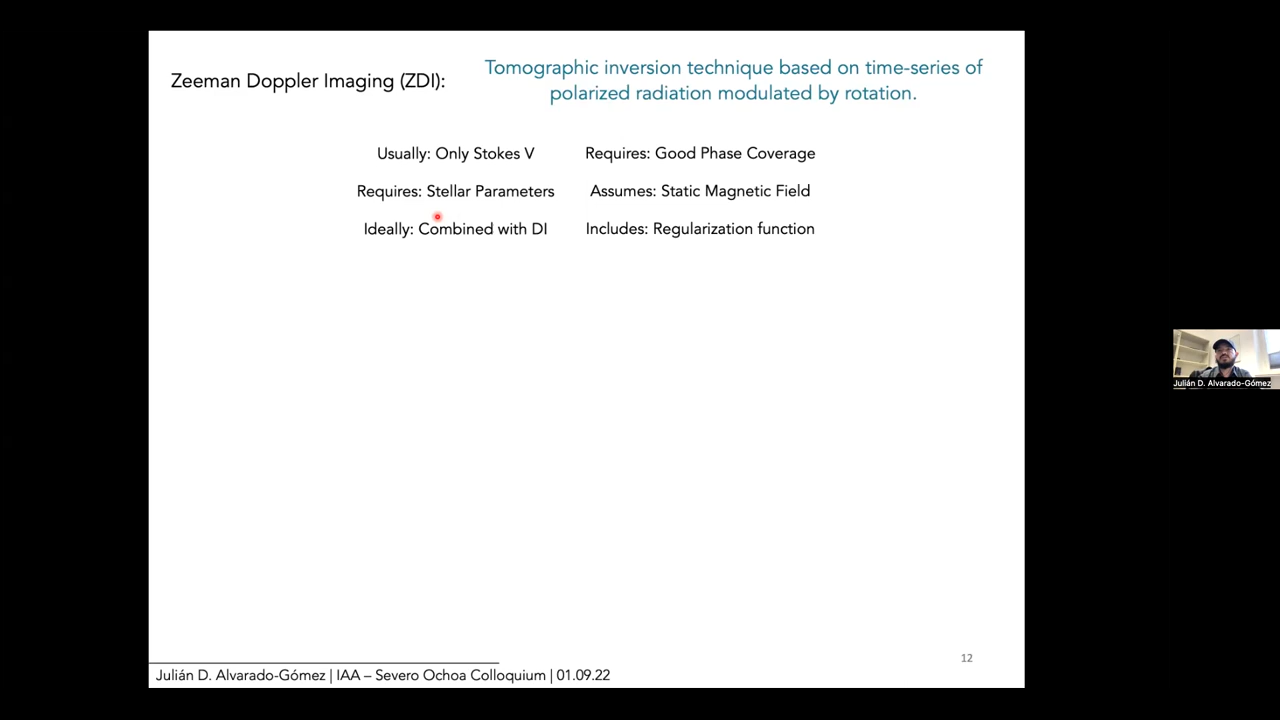 Zeeman Doppler Imaging (ZDI):
Tomographic inversion technique based on time-series of
polarized radiation modulated by rotation.
Usually: Only Stokes V
Requires: Good Phase Coverage
Requires: Stellar Parameters
Assumes: Static Magnetic Field
Ideally: Combined with DI
Includes: Regularization function
Julián D. Alvarado-Gómez
12
Julián D. Alvarado-Gómez | IAA – Severo Ochoa Colloquium | 01.09.22